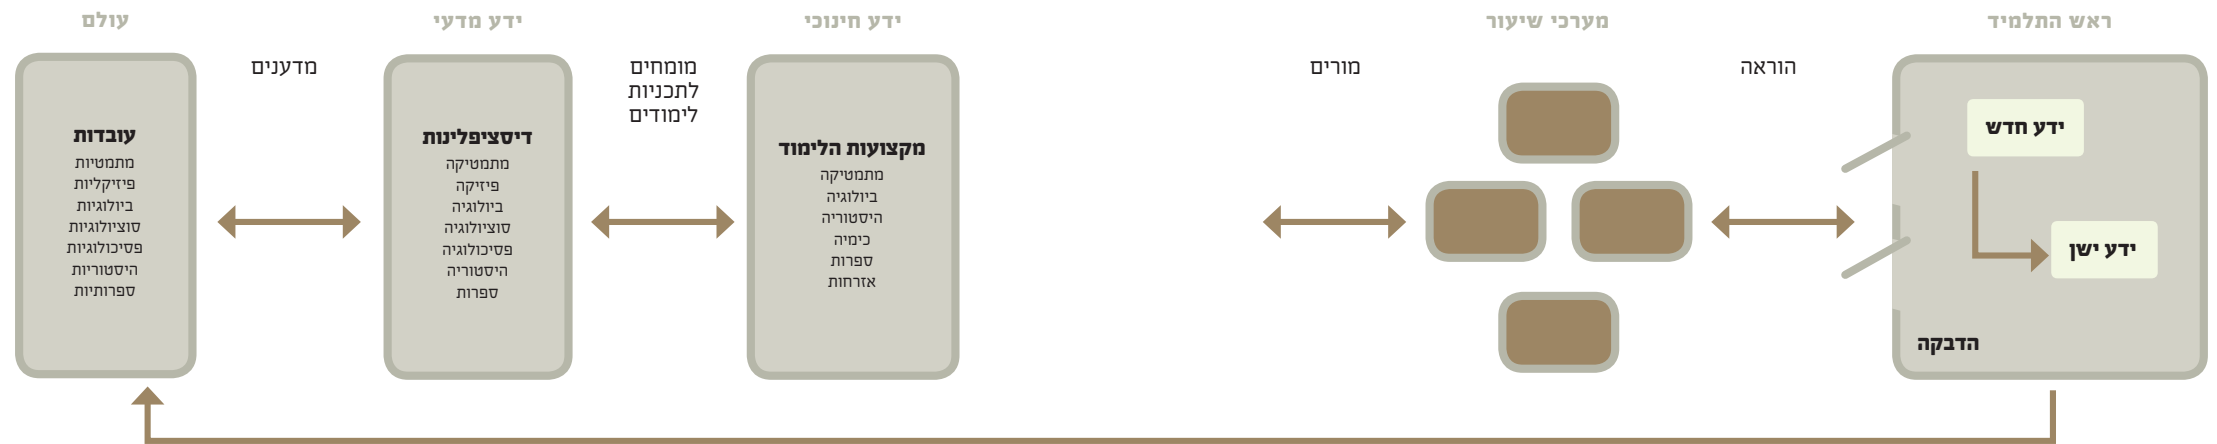 עולם
עובדות
מתמטיות
פיזיקליות
ביולוגיות
סוציולוגיות
פסיכולוגיות
היסטוריות
ספרותיות
מדענים
ידע מדעי
דיסציפלינות
מתמטיקה
פיזיקה
ביולוגיה
סוציולוגיה
פסיכולוגיה
היסטוריה
ספרות
מומחים
לתכניות
לימודים
ידע חינוכי
מקצועות הלימוד
מתמטיקה
ביולוגיה
היסטוריה
כימיה
ספרות
אזרחות
מורים
מערכי שיעור
הוראה
ראש התלמיד
ידע חדש
ידע ישן
הדבקה